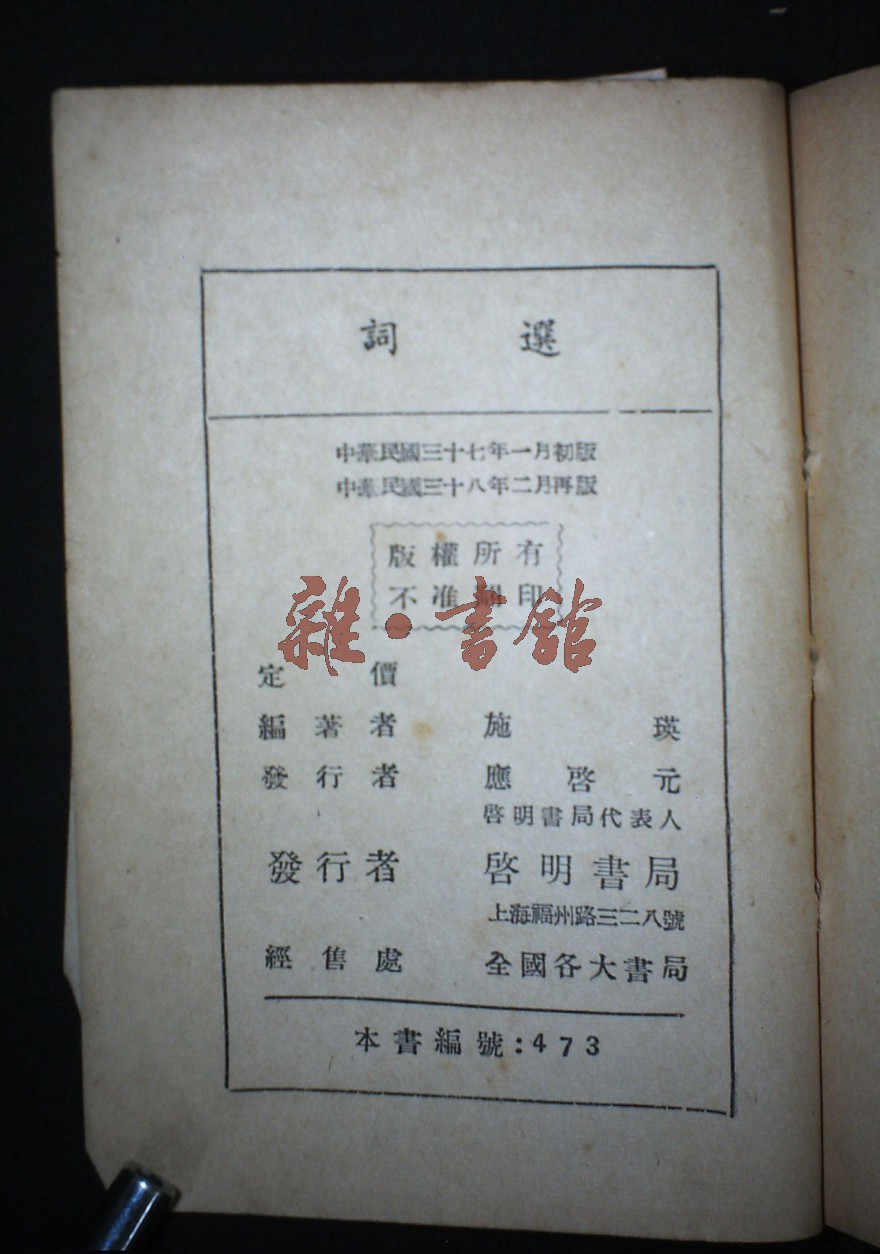 詞選
中華民國三十七年一月初版
中華民國三十八年二月再版
版權所有
不准翻印
雜·書館
定價
編著者 施瑛
發行者 應啓元
啓明書局代表人
發行者 啓明書局
上海福州路三二八號
經售處 全國各大書局
本書編號:473